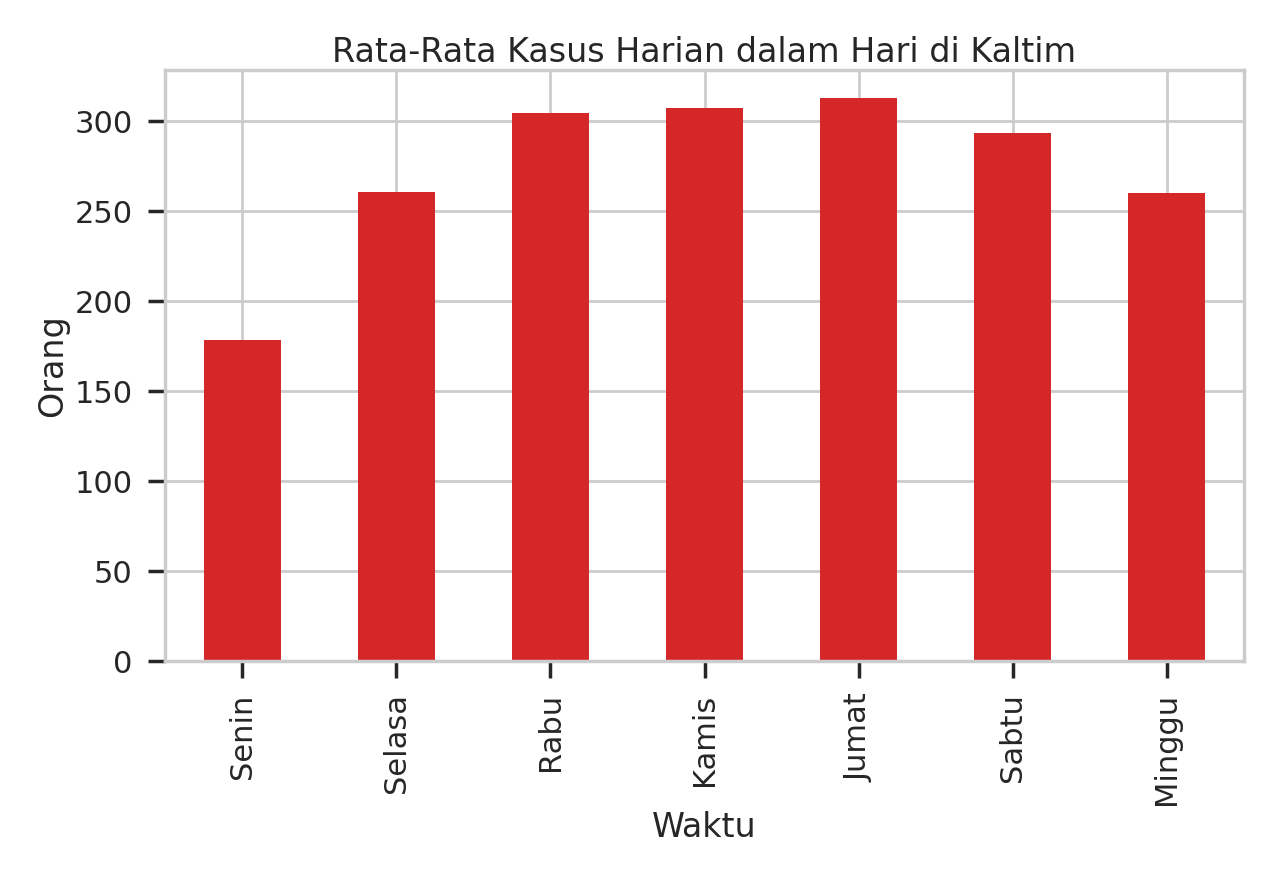 Rata-Rata Kasus Harian dalam Hari di Kaltim
Orang
300
250
200
150
100
50
0
Senin
Selasa
Rabu
Kamis
Jumat
Sabtu
Minggu
Waktu